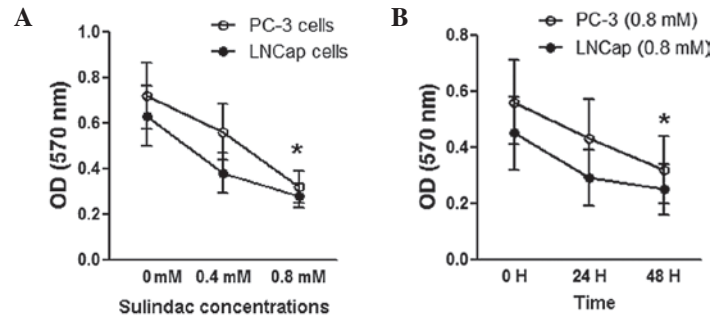 A
PC-3 cells
LNCap cells
OD (570 nm)
1.0
0.8
0.6
0.4
0.2
0.0
*
0 mM 0.4 mM 0.8 mM
Sulindac concentrations
B
PC-3 (0.8 mM)
LNCap (0.8 mM)
OD (570 nm)
0.8
0.6
0.4
0.2
0.0
*
0 H 24 H 48 H
Time